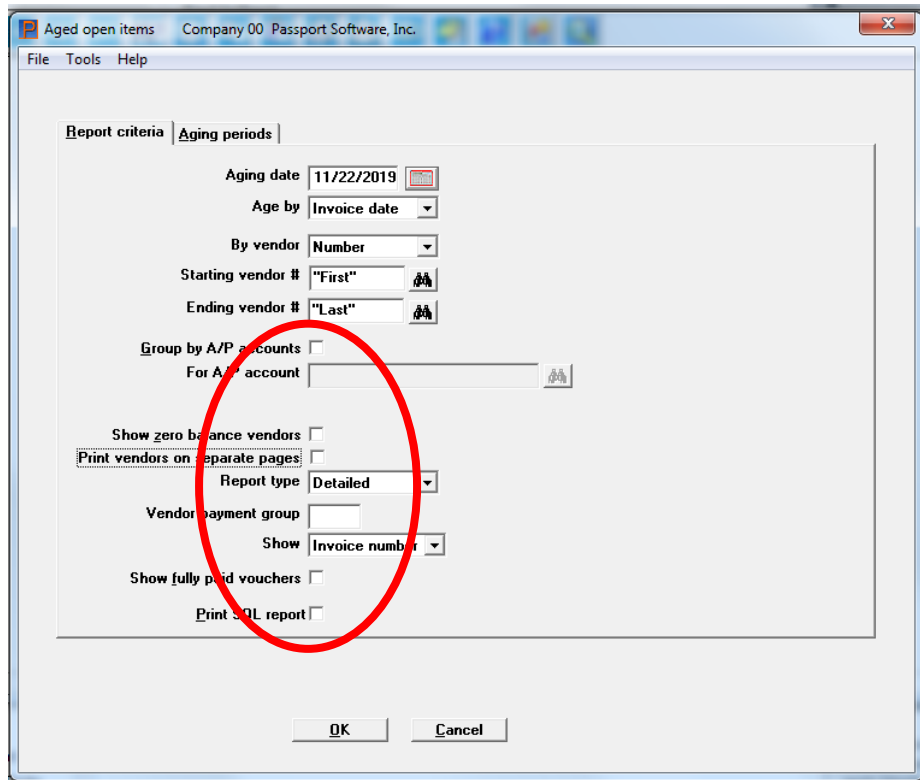 Aged open items Company 00 Passport Software, Inc.
File Tools Help
Report criteria Aging periods
Aging date 11/22/2019
Age by Invoice date
By vendor Number
Starting vendor # "First"
Ending vendor # "Last"
Group by A/P accounts
For A/P account
Show zero balance vendors
Print vendors on separate pages
Report type Detailed
Vendor payment group
Show Invoice number
Show fully paid vouchers
Print SQL report
OK Cancel